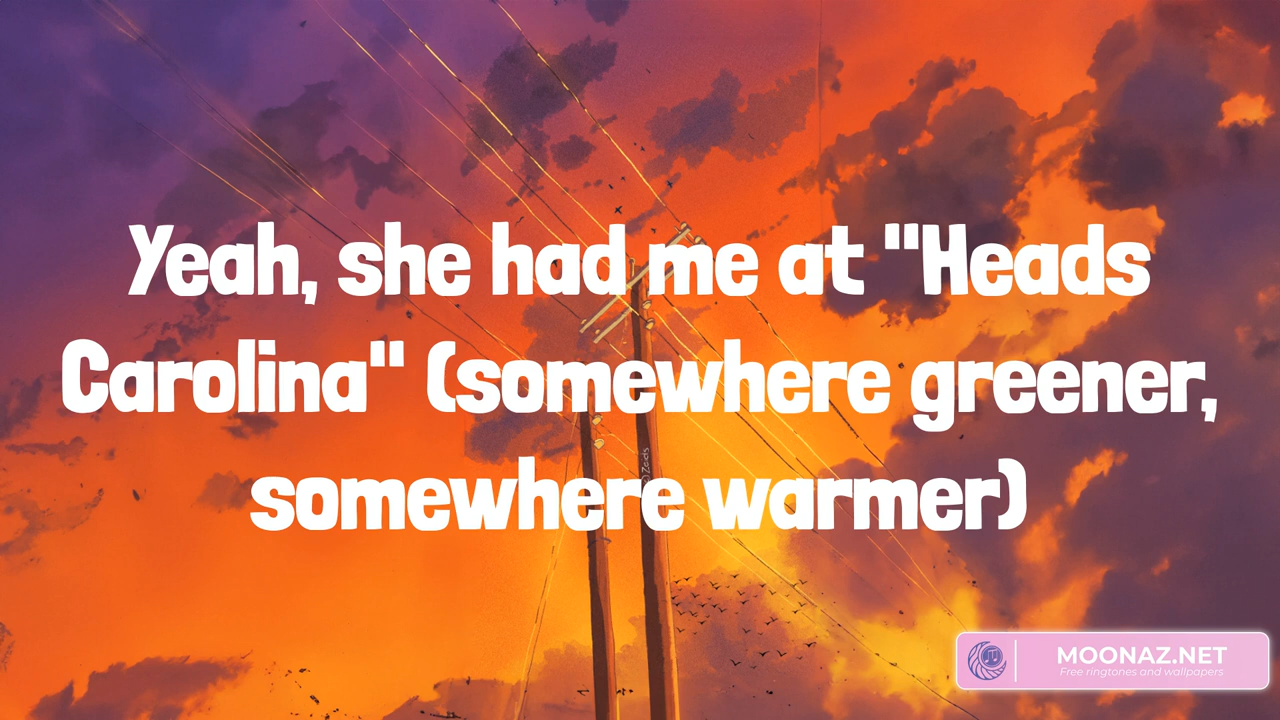 Yeah, she had me at "Heads
Carolina" (somewhere greener,
somewhere warmer)
MOONAZ.NET
Free ringtones and wallpapers